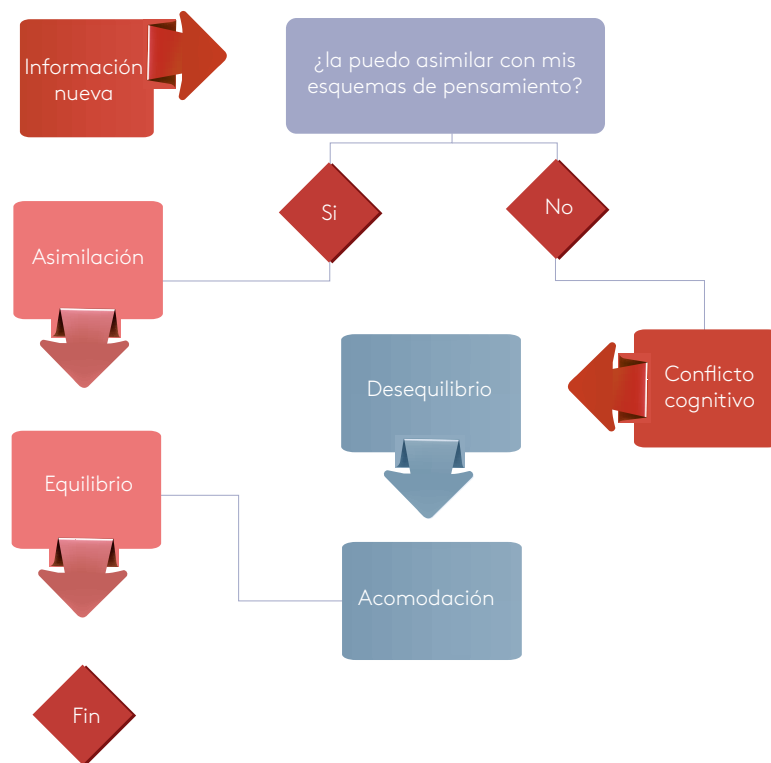 Información
nueva
¿la puedo asimilar con mis
esquemas de pensamiento?
Si
No
Asimilación
Conflicto
cognitivo
Desequilibrio
Equilibrio
Acomodación
Fin